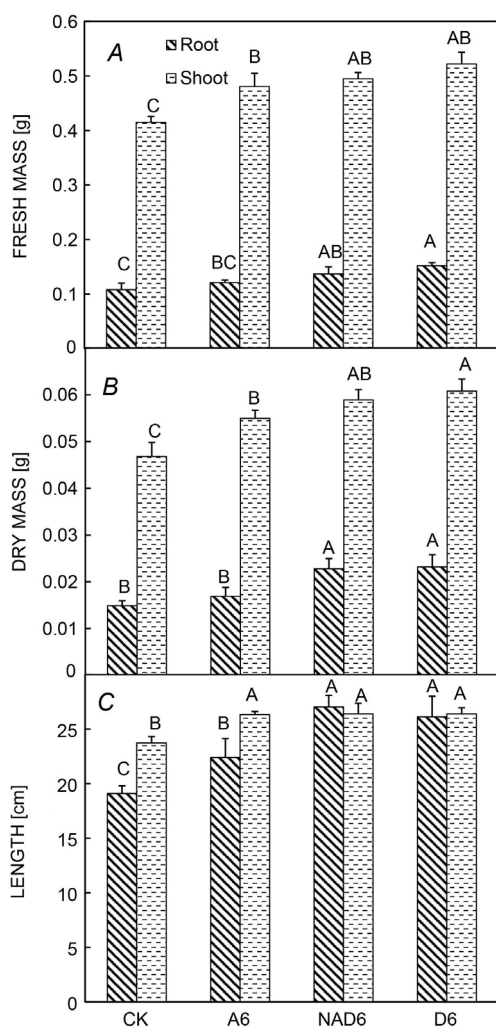 0.6
A
Root
Shoot
AB
B
AB
C
0.5
0.4
0.3
FRESH MASS [g]
0.2
C
BC
AB
A
0.1
0
B
0.06
C
B
AB
A
0.05
0.04
DRY MASS [g]
0.03
B
B
A
A
0.02
0.01
0
C
25
C
B
B
A
A
A
A
A
20
LENGTH [cm]
15
10
5
0
CK
A6
NAD6
D6